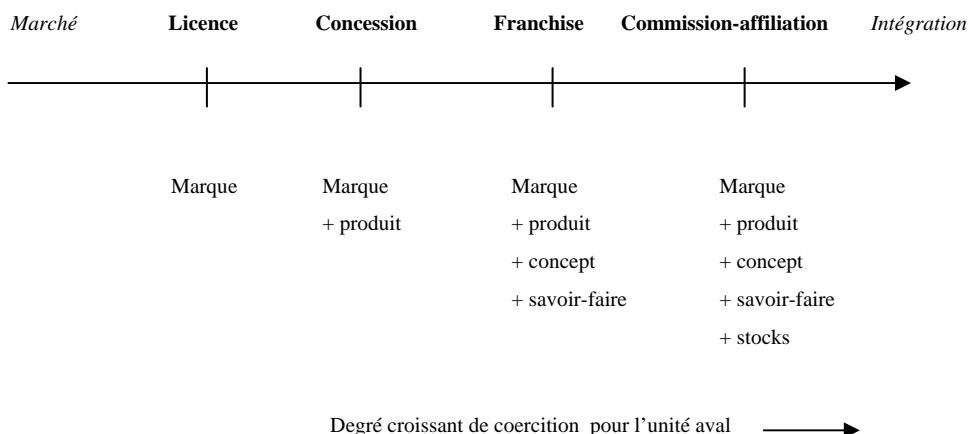 Marché Licence Concession Franchise Commission-affiliation Intégration
Marque Marque Marque Marque
+ produit + produit + produit
+ concept + concept
+ savoir-faire + savoir-faire
+ stocks
Degré croissant de coercition pour l’unité aval